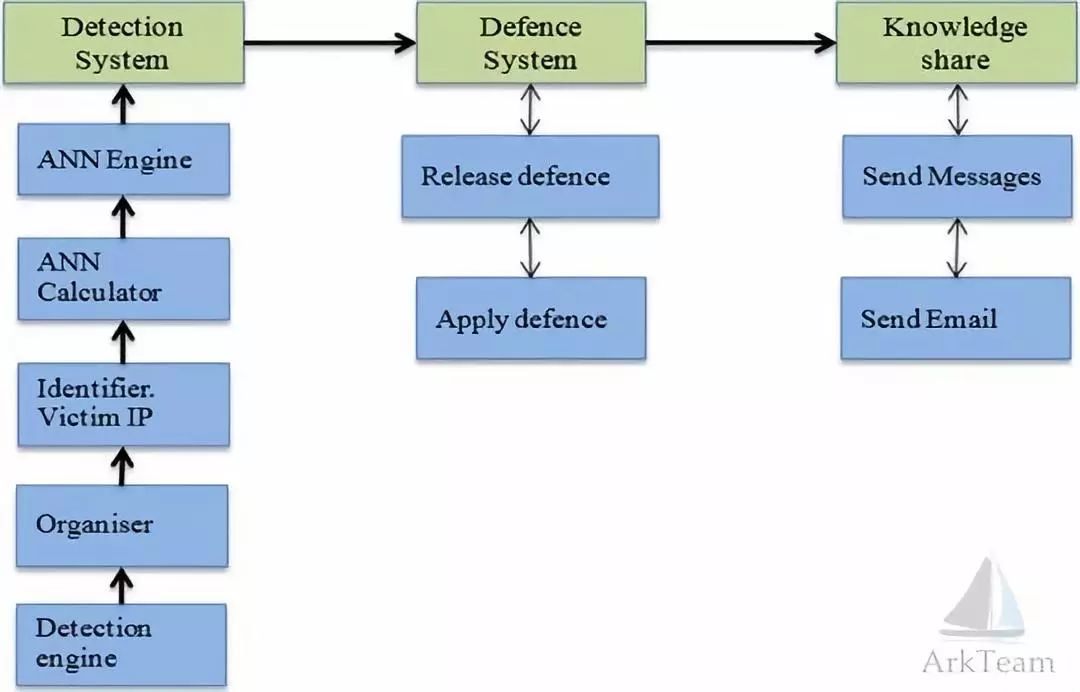 Detection
System
Defence
System
Knowledge
share
ANN Engine
ANN
Calculator
Identifier.
Victim IP
Organiser
Detection
engine
Release defence
Apply defence
Send Messages
Send Email
ArkTeam